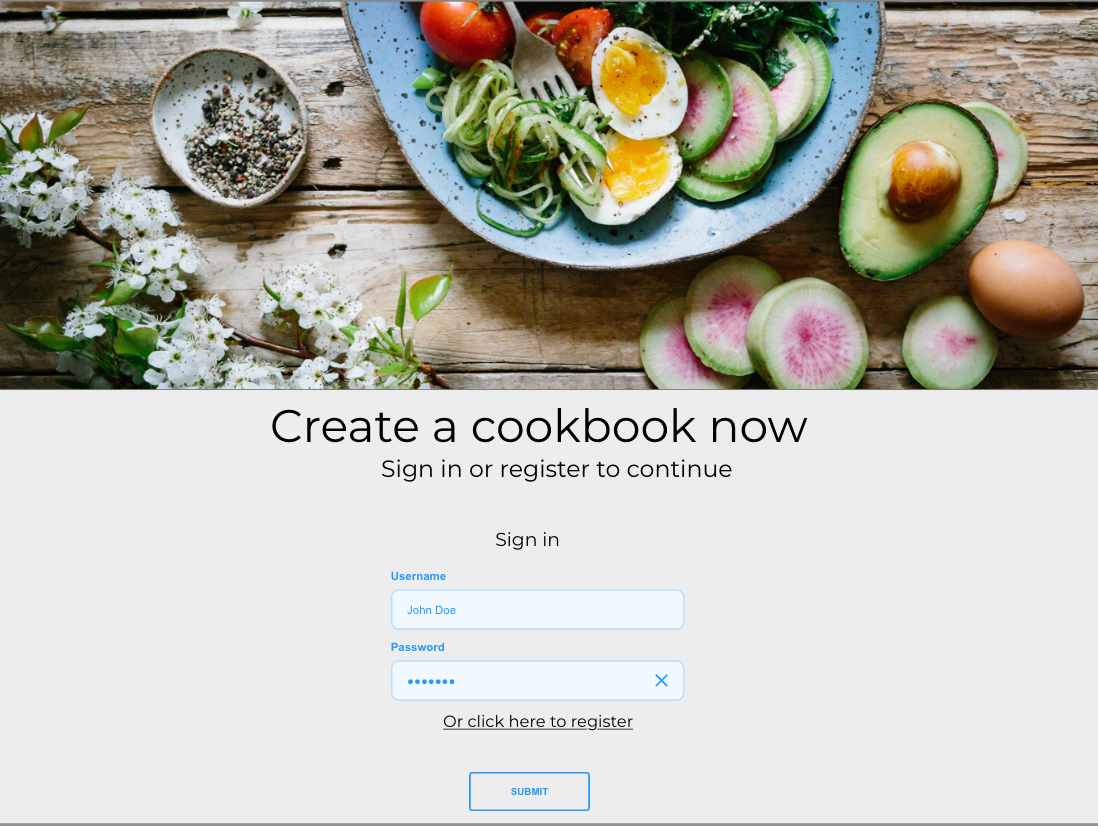 Create a cookbook now
Sign in or register to continue
Sign in
Username
John Doe
Password
•••••••
Or click here to register
SUBMIT